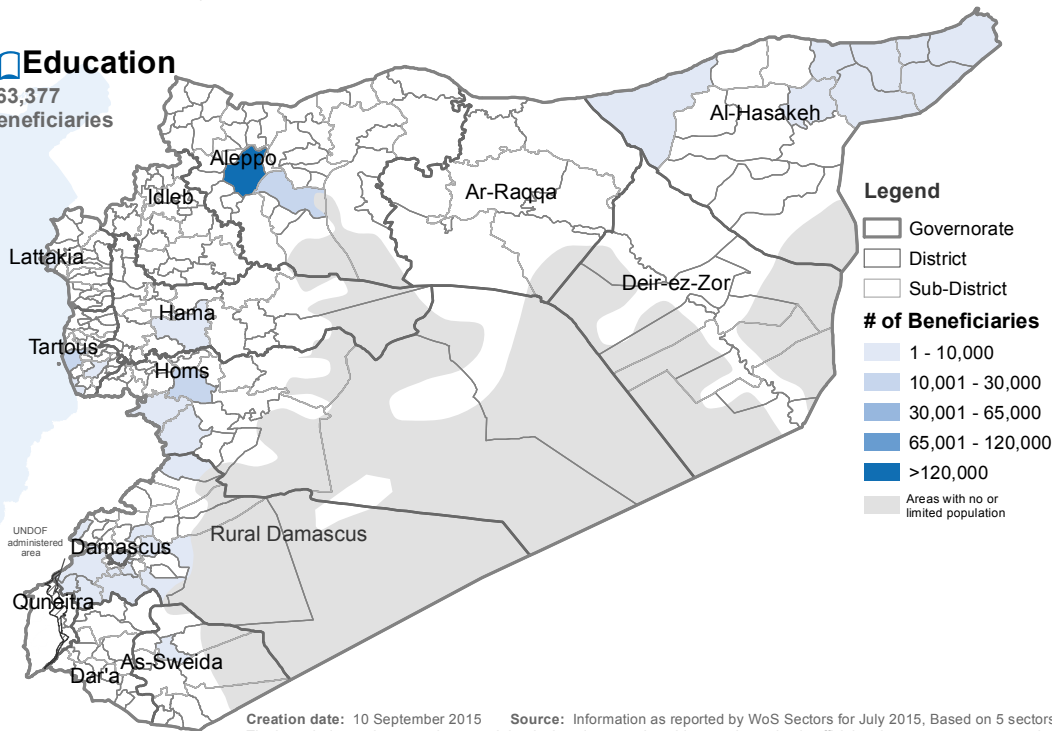 Education
63,377
eneficiaries
Al-Hasakeh
Aleppo
Ar-Raqqa
Idleb
Lattakia
Deir-ez-Zor
Hama
Tartous
Homs
UNDOF
administered
area
Damascus
Rural Damascus
Quneitra
As-Sweida
Dar'a
Legend
Governorate
District
Sub-District
# of Beneficiaries
1 - 10,000
10,001 - 30,000
30,001 - 65,000
65,001 - 120,000
>120,000
Areas with no or
limited population
Creation date: 10 September 2015 Source: Information as reported by WoS Sectors for July 2015, Based on 5 sectors